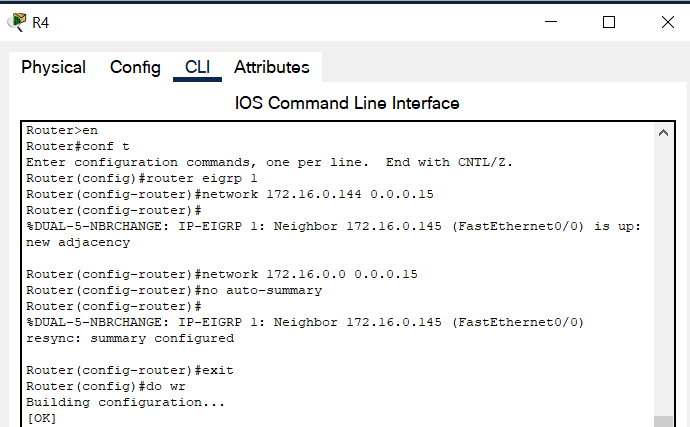 R4
Physical Config CLI Attributes
IOS Command Line Interface
Router>en
Router#conf t
Enter configuration commands, one per line.  End with CNTL/Z.
Router(config)#router eigrp 1
Router(config-router)#network 172.16.0.144 0.0.0.15
Router(config-router)#
%DUAL-5-NBRCHANGE: IP-EIGRP 1: Neighbor 172.16.0.145 (FastEthernet0/0) is up:
new adjacency
Router(config-router)#network 172.16.0.0 0.0.0.15
Router(config-router)#no auto-summary
Router(config-router)#
%DUAL-5-NBRCHANGE: IP-EIGRP 1: Neighbor 172.16.0.145 (FastEthernet0/0)
resync: summary configured
Router(config-router)#exit
Router(config)#do wr
Building configuration...
[OK]